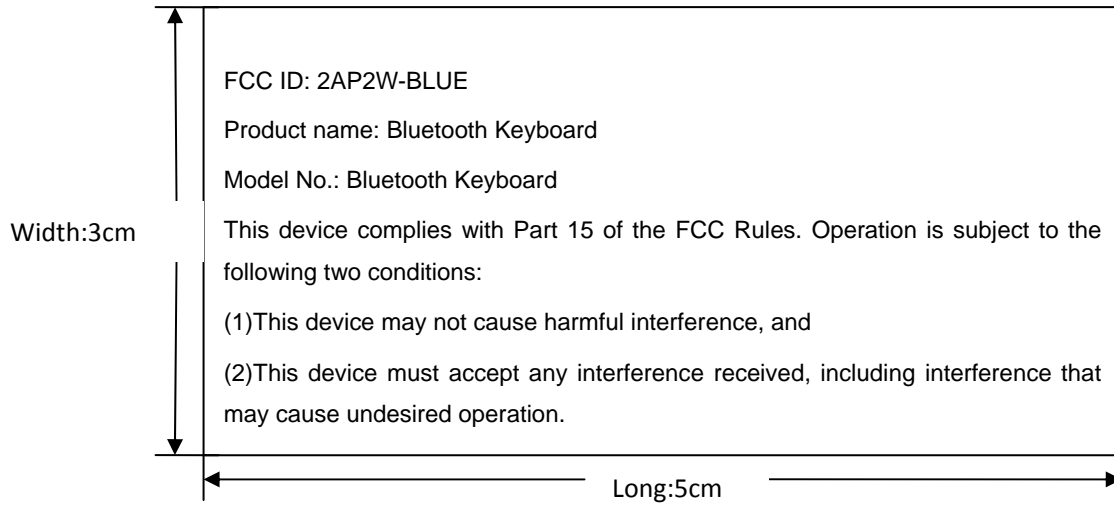 FCC ID: 2AP2W-BLUE
Product name: Bluetooth Keyboard
Model No.: Bluetooth Keyboard
Width:3cm
This device complies with Part 15 of the FCC Rules. Operation is subject to the
following two conditions:
(1)This device may not cause harmful interference, and
(2)This device must accept any interference received, including interference that
may cause undesired operation.
Long:5cm